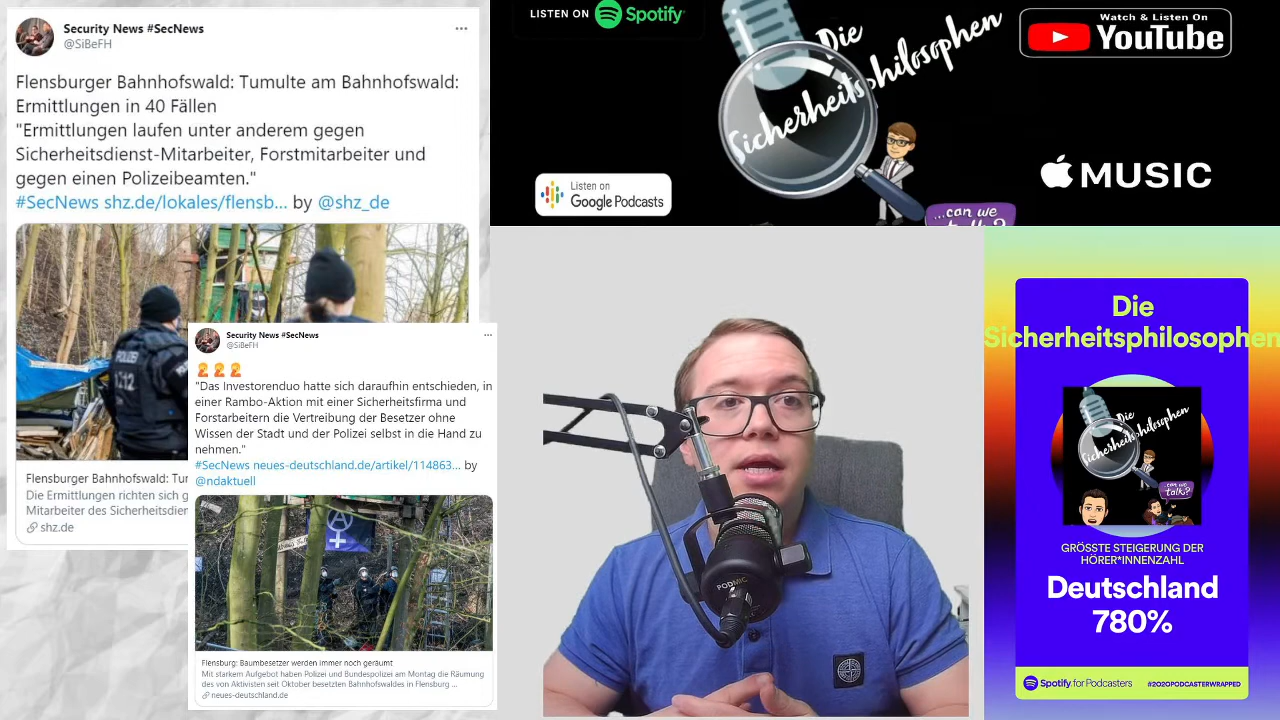 Security News #SecNews
@SiBeFH
Flensburger Bahnhofswald: Tumulte am Bahnhofswald:
Ermittlungen in 40 Fällen
"Ermittlungen laufen unter anderem gegen
Sicherheitsdienst-Mitarbeiter, Forstmitarbeiter und
gegen einen Polizeibeamten."
#SecNews shz.de/lokales/flensb... by @shz_de
POLIZEI
1212
Flensburger Bahnhofswald: Tu
Die Ermittlungen richten sich g
Mitarbeiter des Sicherheitsdien
shz.de
Security News #SecNews
@SiBeFH
"Das Investorenduo hatte sich daraufhin entschieden, in
einer Rambo-Aktion mit einer Sicherheitsfirma und
Forstarbeitern die Vertreibung der Besetzer ohne
Wissen der Stadt und der Polizei selbst in die Hand zu
nehmen."
#SecNews neues-deutschland.de/artikel/114863... by
@ndaktuell
Flensburg: Baumbesetzer werden immer noch geräumt
Mit starkem Aufgebot haben Polizei und Bundespolizei am Montag die Räumung
des von Aktivisten seit Oktober besetzten Bahnhofswaldes in Flensburg ...
neues-deutschland.de
LISTEN ON Spotify
Die
Sicherheitsphilosophen
Watch & Listen On
YouTube
Listen on
Google Podcasts
MUSIC
...can we
talk?
PODMIC
Die
Sicherheitsphilosophen
Die
Sicherheitsphilosophen
...can we
talk?
GRÖSSTE STEIGERUNG DER
HÖRER*INNENZAHL
Deutschland
780%
Spotify for Podcasters
#2020PODCASTERWRAPPED